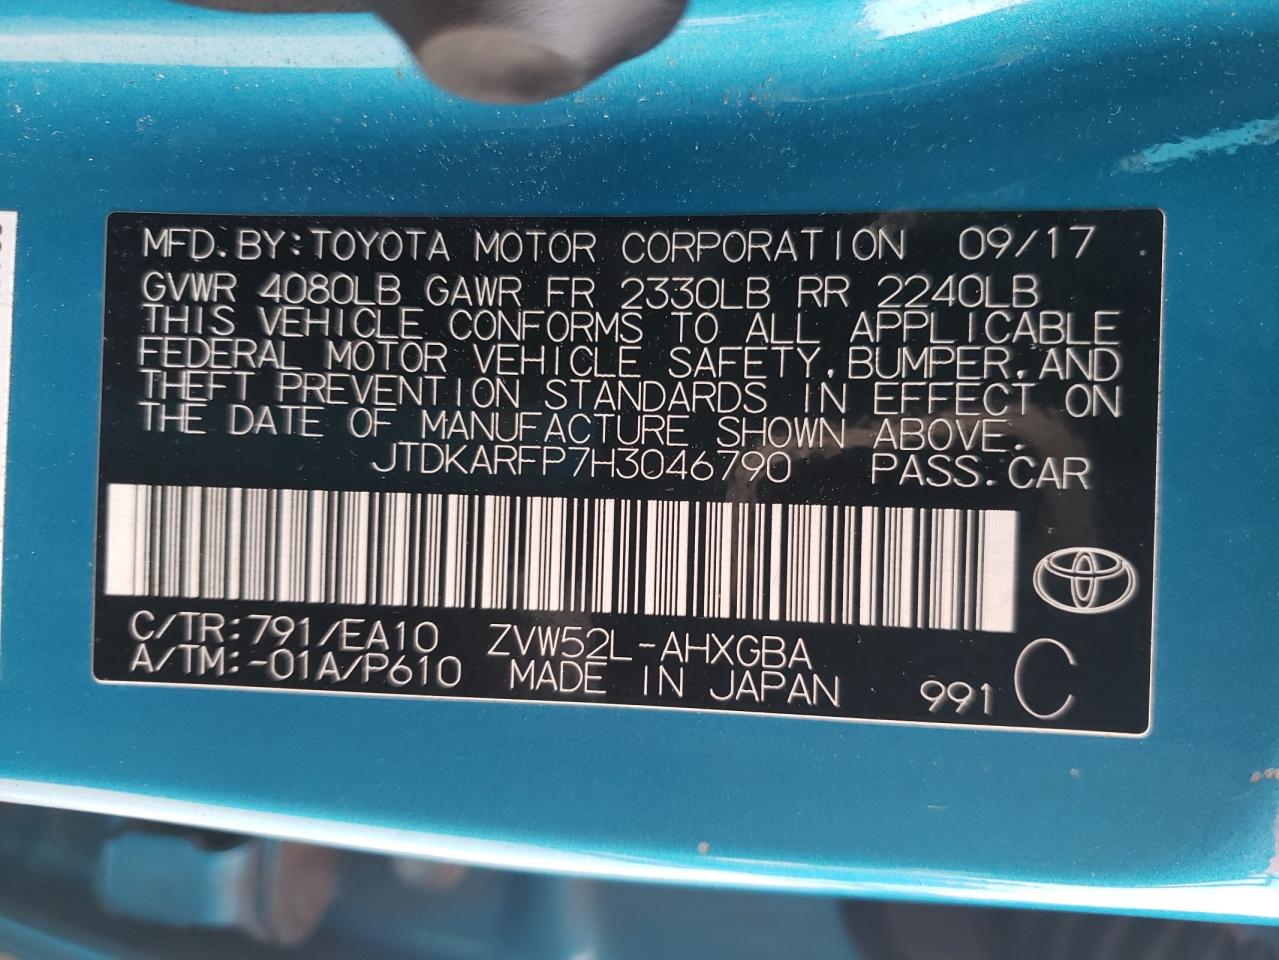 MFD.BY:TOYOTA MOTOR CORPORATION 09/17
GVWR 4080LB GAWR FR 2330LB RR 2240LB
THIS VEHICLE CONFORMS TO ALL APPLICABLE
FEDERAL MOTOR VEHICLE SAFETY,BUMPER,AND
THEFT PREVENTION STANDARDS IN EFFECT ON
THE DATE OF MANUFACTURE SHOWN ABOVE.
JTDKARFP7H3046790 PASS.CAR
C/TR:791/EA10 ZVW52L-AHXGBA
A/TM:-01A/P610 MADE IN JAPAN 991 C